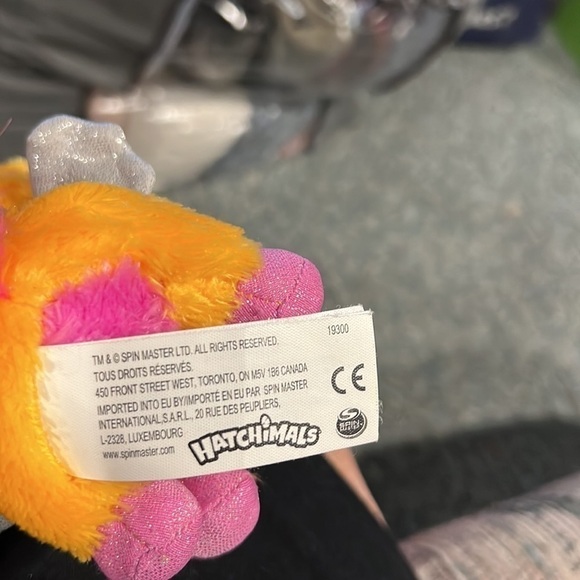 19300
TM & © SPIN MASTER LTD. ALL RIGHTS RESERVED.
TOUS DROITS RÉSERVÉS.
450 FRONT STREET WEST, TORONTO, ON M5V 1B6 CANADA
IMPORTED INTO EU BY/IMPORTÉ EN EU PAR SPIN MASTER
INTERNATIONAL,S.A.R.L., 20 RUE DES PEUPLIERS,
L-2328, LUXEMBOURG
www.spinmaster.com
HATCHIMALS
CE
SPIN MASTER